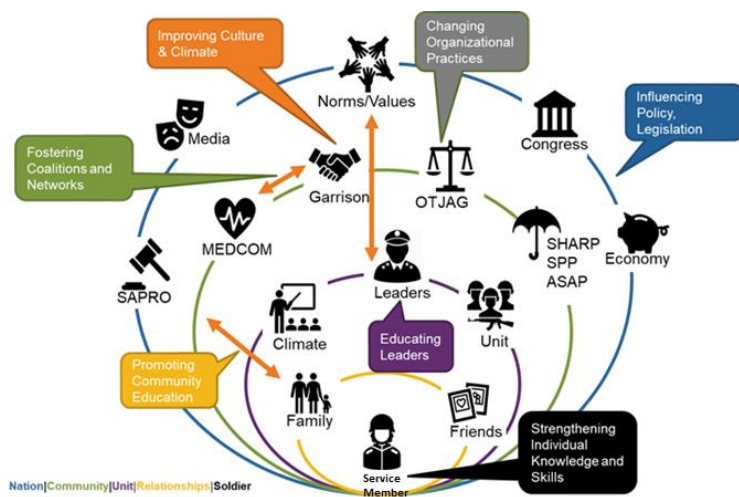 Improving Culture
& Climate
Changing
Organizational
Practices
Norms/Values
Influencing
Policy,
Legislation
Media
Congress
Fostering
Coalitions and
Networks
Garrison
OTJAG
MEDCOM
SHARP
SPP
ASAP
Economy
SAPRO
Leaders
Climate
Unit
Educating
Leaders
Promoting
Community
Education
Family
Friends
Strengthening
Individual
Knowledge and
Skills
Service
Member
Nation|Community|Unit|Relationships|Soldier